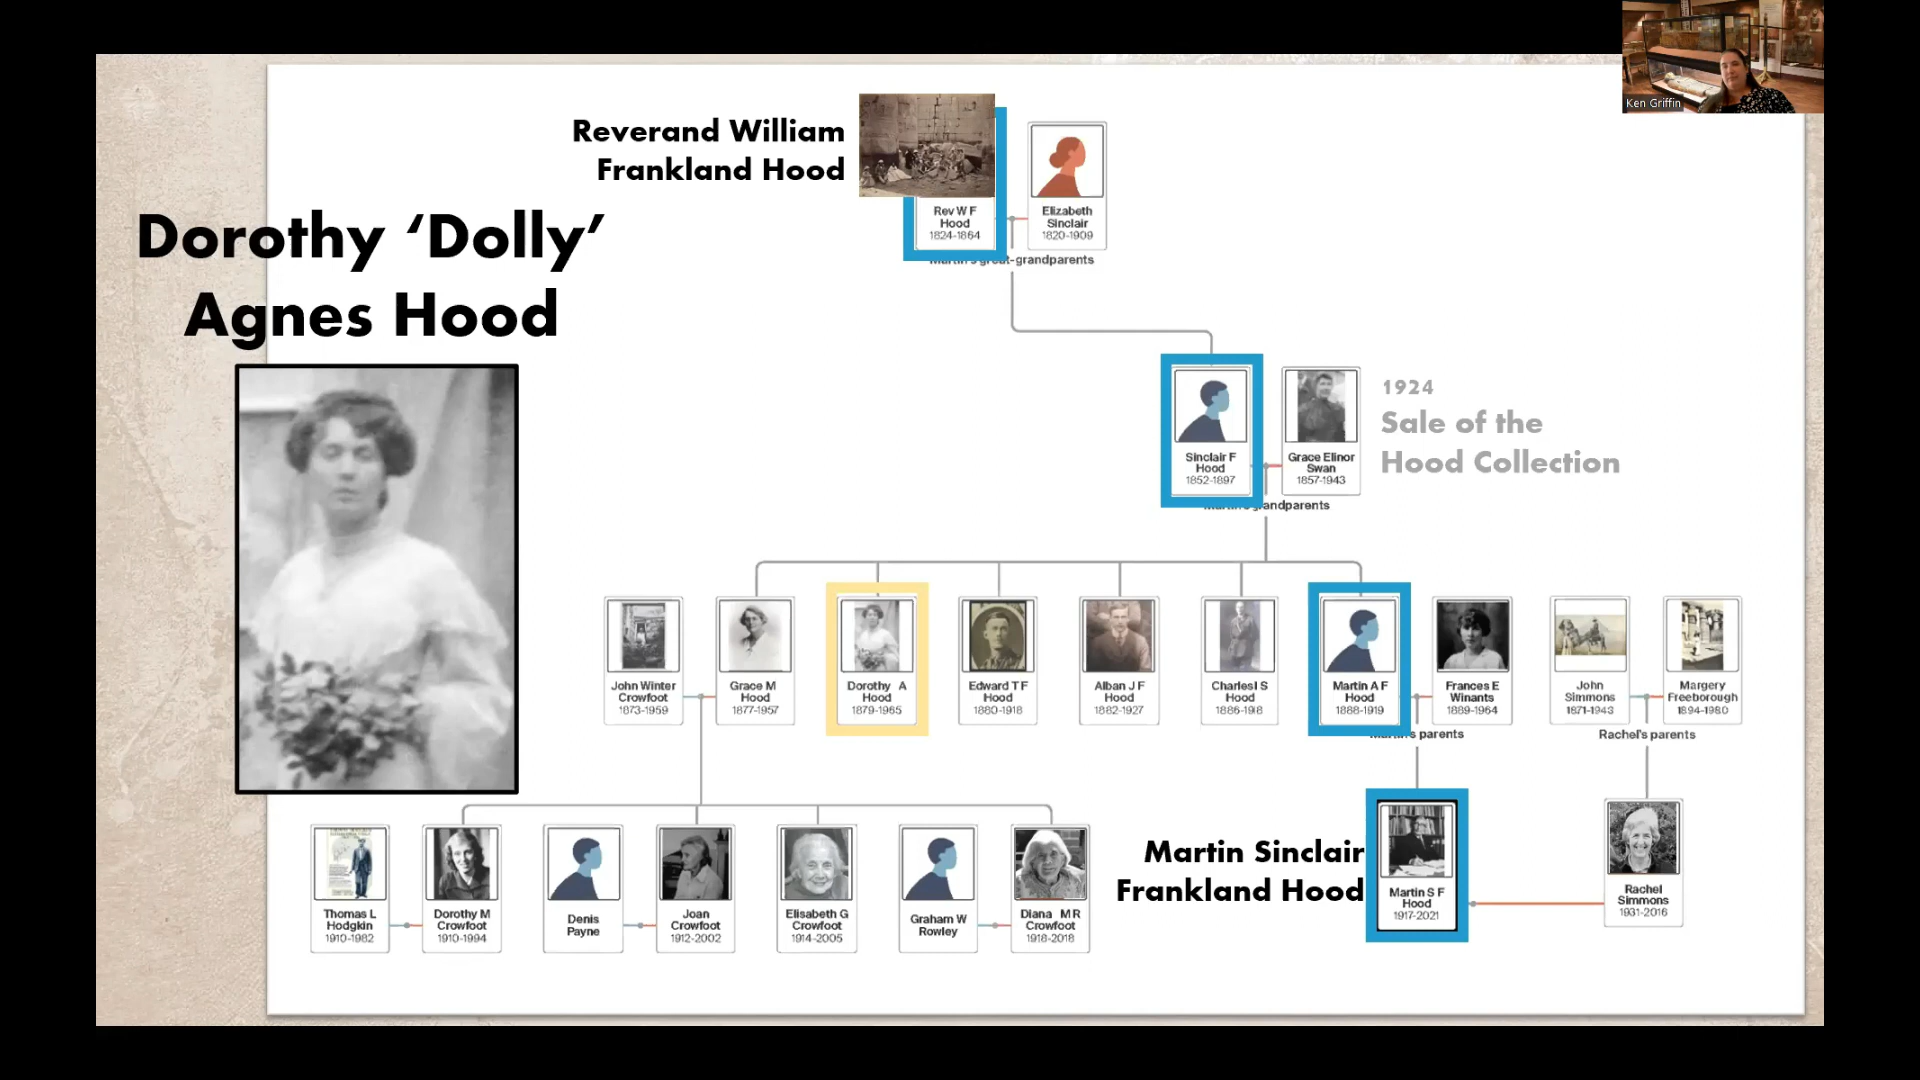 Ken Griffin
Reverand William
Frankland Hood
Dorothy ‘Dolly’
Agnes Hood
Rev W F
Hood
1824-1864
Elizabeth
Sinclair
1820-1909
Martin's great-grandparents
Sinclair F
Hood
1852-1897
Grace Elinor
Swan
1857-1943
Martin's grandparents
1924
Sale of the
Hood Collection
John Winter
Crowfoot
1873-1959
Grace M
Hood
1877-1957
Dorothy A
Hood
1879-1965
Edward T F
Hood
1880-1918
Alban J F
Hood
1882-1927
Charles I S
Hood
1886-1918
Martin A F
Hood
1888-1919
Frances E
Winants
1889-1964
Martin's parents
John
Simmons
1871-1943
Margery
Freeborough
1894-1980
Rachel's parents
Thomas L
Hodgkin
1910-1982
Dorothy M
Crowfoot
1910-1994
Denis
Payne
Joan
Crowfoot
1912-2002
Elisabeth G
Crowfoot
1914-2005
Graham W
Rowley
Diana M R
Crowfoot
1918-2018
Martin Sinclair
Frankland Hood
Martin S F
Hood
1917-2021
Rachel
Simmons
1931-2016